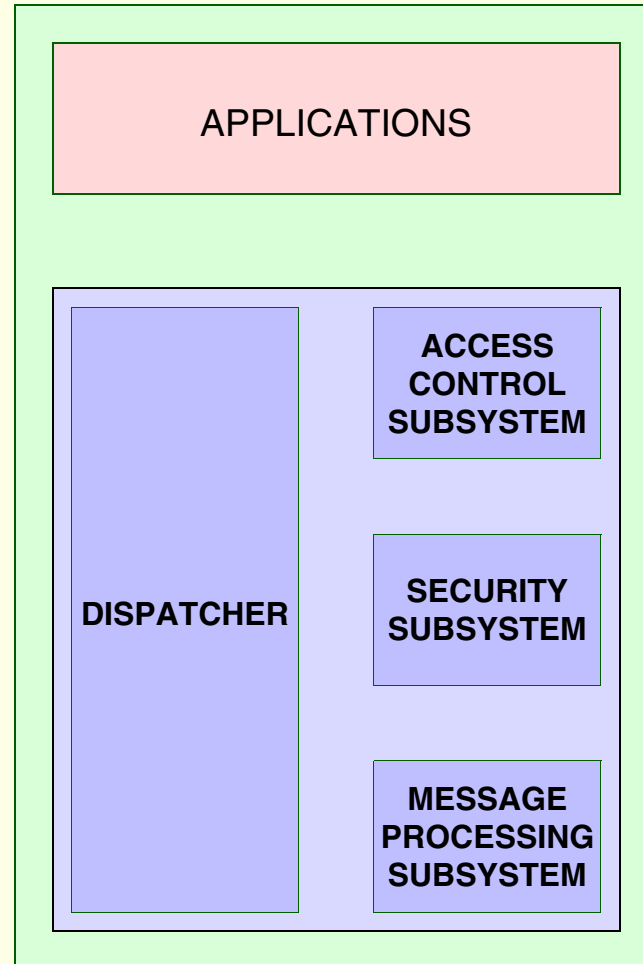 APPLICATIONS
ACCESS
CONTROL
SUBSYSTEM
DISPATCHER
SECURITY
SUBSYSTEM
MESSAGE
PROCESSING
SUBSYSTEM